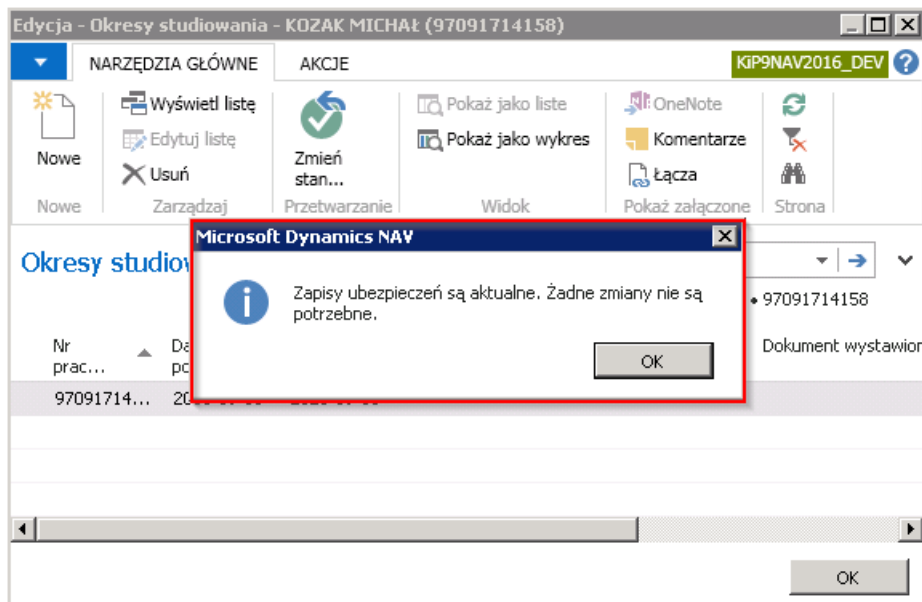 Edycja - Okresy studiowania - KOZAK MICHAŁ (97091714158)
NARZĘDZIA GŁÓWNE AKCJE KiP9NAV2016_DEV
Nowe
Wyświetl listę
Edytuj listę
Usuń
Zmień
stan...
Pokaż jako liste
Pokaż jako wykres
OneNote
Komentarze
Łącza
Nowe Zarządzaj Przetwarzanie Widok Pokaż załączone Strona
Microsoft Dynamics NAV
Zapisy ubezpieczeń są aktualne. Żadne zmiany nie są
potrzebne.
OK
Okresy
• 97091714158
Nr
prac...
Dokument wystawion
97091714...
OK